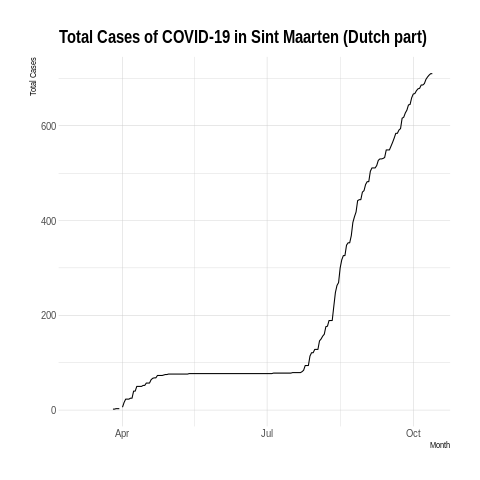 Total Cases of COVID-19 in Sint Maarten (Dutch part)
Total Cases
600
400
200
0
Apr Jul Oct
Month